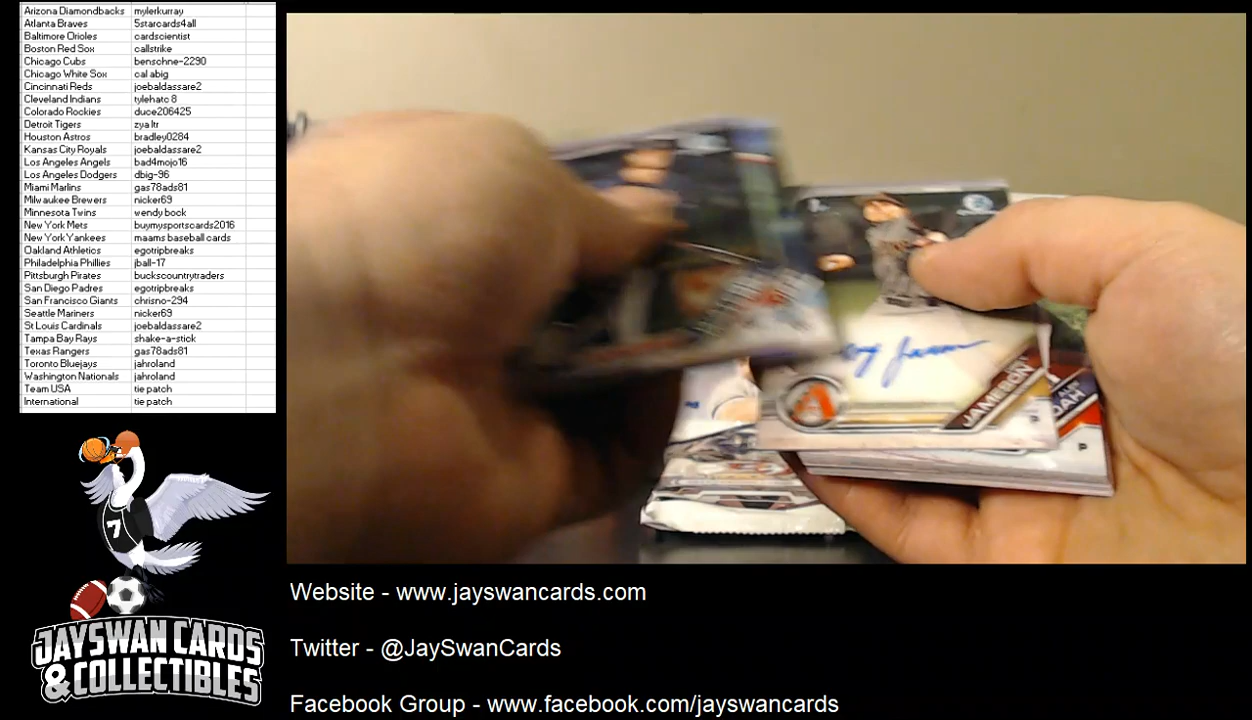 Arizona Diamondbacks mylerkurray
Atlanta Braves 5starcards4all
Baltimore Orioles cardscientist
Boston Red Sox callstrike
Chicago Cubs benschne-2290
Chicago White Sox cal abig
Cincinnati Reds joebaldassare2
Cleveland Indians tylehatc 8
Colorado Rockies duce206425
Detroit Tigers zya ltr
Houston Astros bradley0284
Kansas City Royals joebaldassare2
Los Angeles Angels bad4mojo16
Los Angeles Dodgers dbig-96
Miami Marlins gas78ads81
Milwaukee Brewers nicker69
Minnesota Twins wendy bock
New York Mets buymysportscards2016
New York Yankees maams baseball cards
Oakland Athletics egotripbreaks
Philadelphia Phillies jball-17
Pittsburgh Pirates buckscountrytraders
San Diego Padres egotripbreaks
San Francisco Giants chrisno-294
Seattle Mariners nicker69
St Louis Cardinals joebaldassare2
Tampa Bay Rays shake-a-stick
Texas Rangers gas78ads81
Toronto Bluejays jahroland
Washington Nationals jahroland
Team USA tie patch
International tie patch
JAMESON
7
JAYSWAN CARDS
& COLLECTIBLES
Website - www.jayswancards.com
Twitter - @JaySwanCards
Facebook Group - www.facebook.com/jayswancards